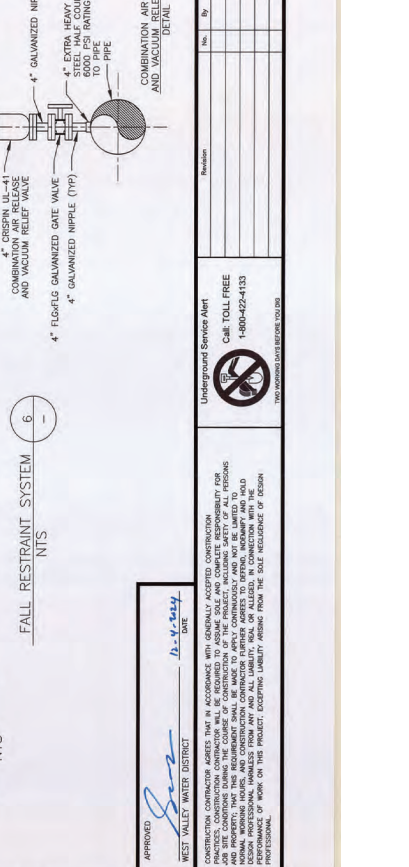 4" GALVANIZED NIP
4" EXTRA HEAVY
STEEL HALF COU
6000 PSI RATING
TO PIPE
PIPE
COMBINATION AIR
AND VACUUM RELE
DETAIL
4" CRISPIN UL-41
COMBINATION AIR RELEASE
AND VACUUM RELIEF VALVE
4" FLGxFLG GALVANIZED GATE VALVE
4" GALVANIZED NIPPLE (TYP)
FALL RESTRAINT SYSTEM
NTS
6
-
APPROVED
12-4-2024
WEST VALLEY WATER DISTRICT
DATE
CONSTRUCTION CONTRACTOR AGREES THAT IN ACCORDANCE WITH GENERALLY ACCEPTED CONSTRUCTION
PRACTICES, CONSTRUCTION CONTRACTOR WILL BE REQUIRED TO ASSUME SOLE AND COMPLETE RESPONSIBILITY FOR
JOB SITE CONDITIONS DURING THE COURSE OF CONSTRUCTION OF THE PROJECT, INCLUDING SAFETY OF ALL PERSONS
AND PROPERTY; THAT THIS REQUIREMENT SHALL BE MADE TO APPLY CONTINUOUSLY AND NOT BE LIMITED TO
NORMAL WORKING HOURS, AND CONSTRUCTION CONTRACTOR FURTHER AGREES TO DEFEND, INDEMNIFY AND HOLD
DESIGN PROFESSIONAL HARMLESS FROM ANY AND ALL LIABILITY, REAL OR ALLEGED, IN CONNECTION WITH THE
PERFORMANCE OF WORK ON THIS PROJECT, EXCEPTING LIABILITY ARISING FROM THE SOLE NEGLIGENCE OF DESIGN
PROFESSIONAL.
Underground Service Alert
Call: TOLL FREE
1-800-422-4133
TWO WORKING DAYS BEFORE YOU DIG
Revision
No.
By